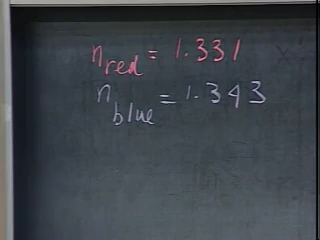 n_red = 1.331
n_blue = 1.343